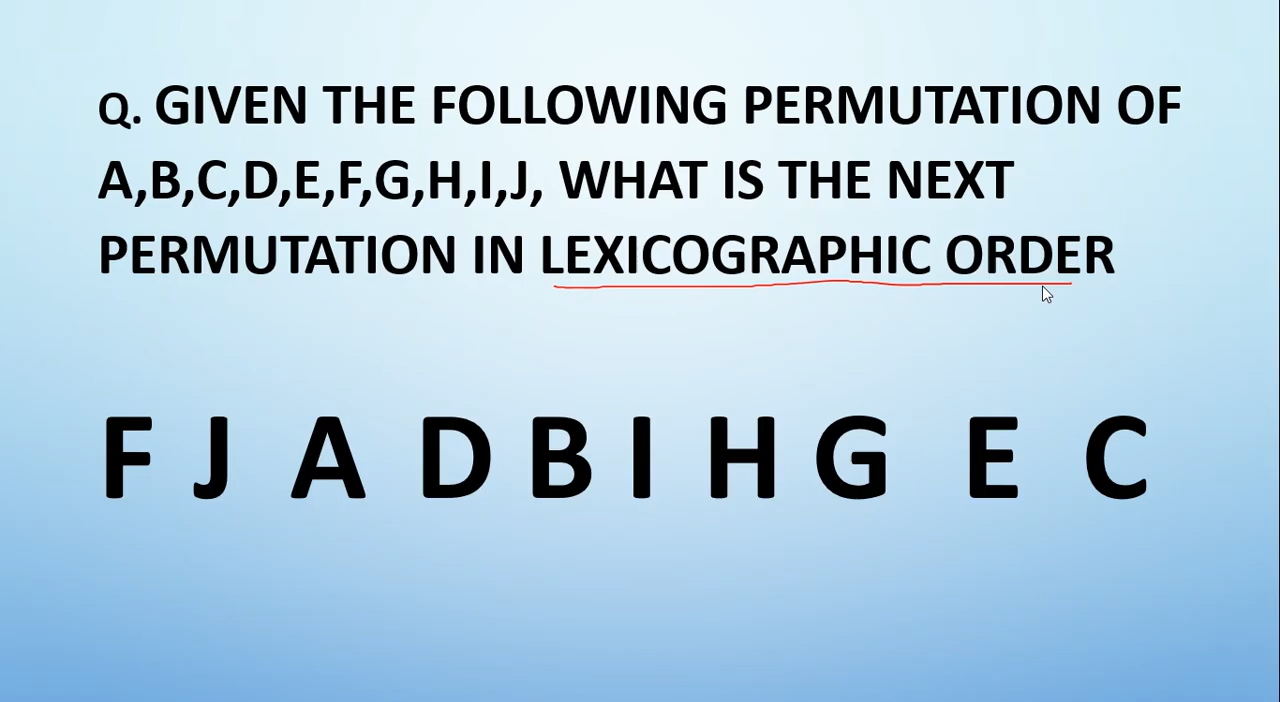 Q. GIVEN THE FOLLOWING PERMUTATION OF
A,B,C,D,E,F,G,H,I,J, WHAT IS THE NEXT
PERMUTATION IN LEXICOGRAPHIC ORDER
F J A D B I H G E C